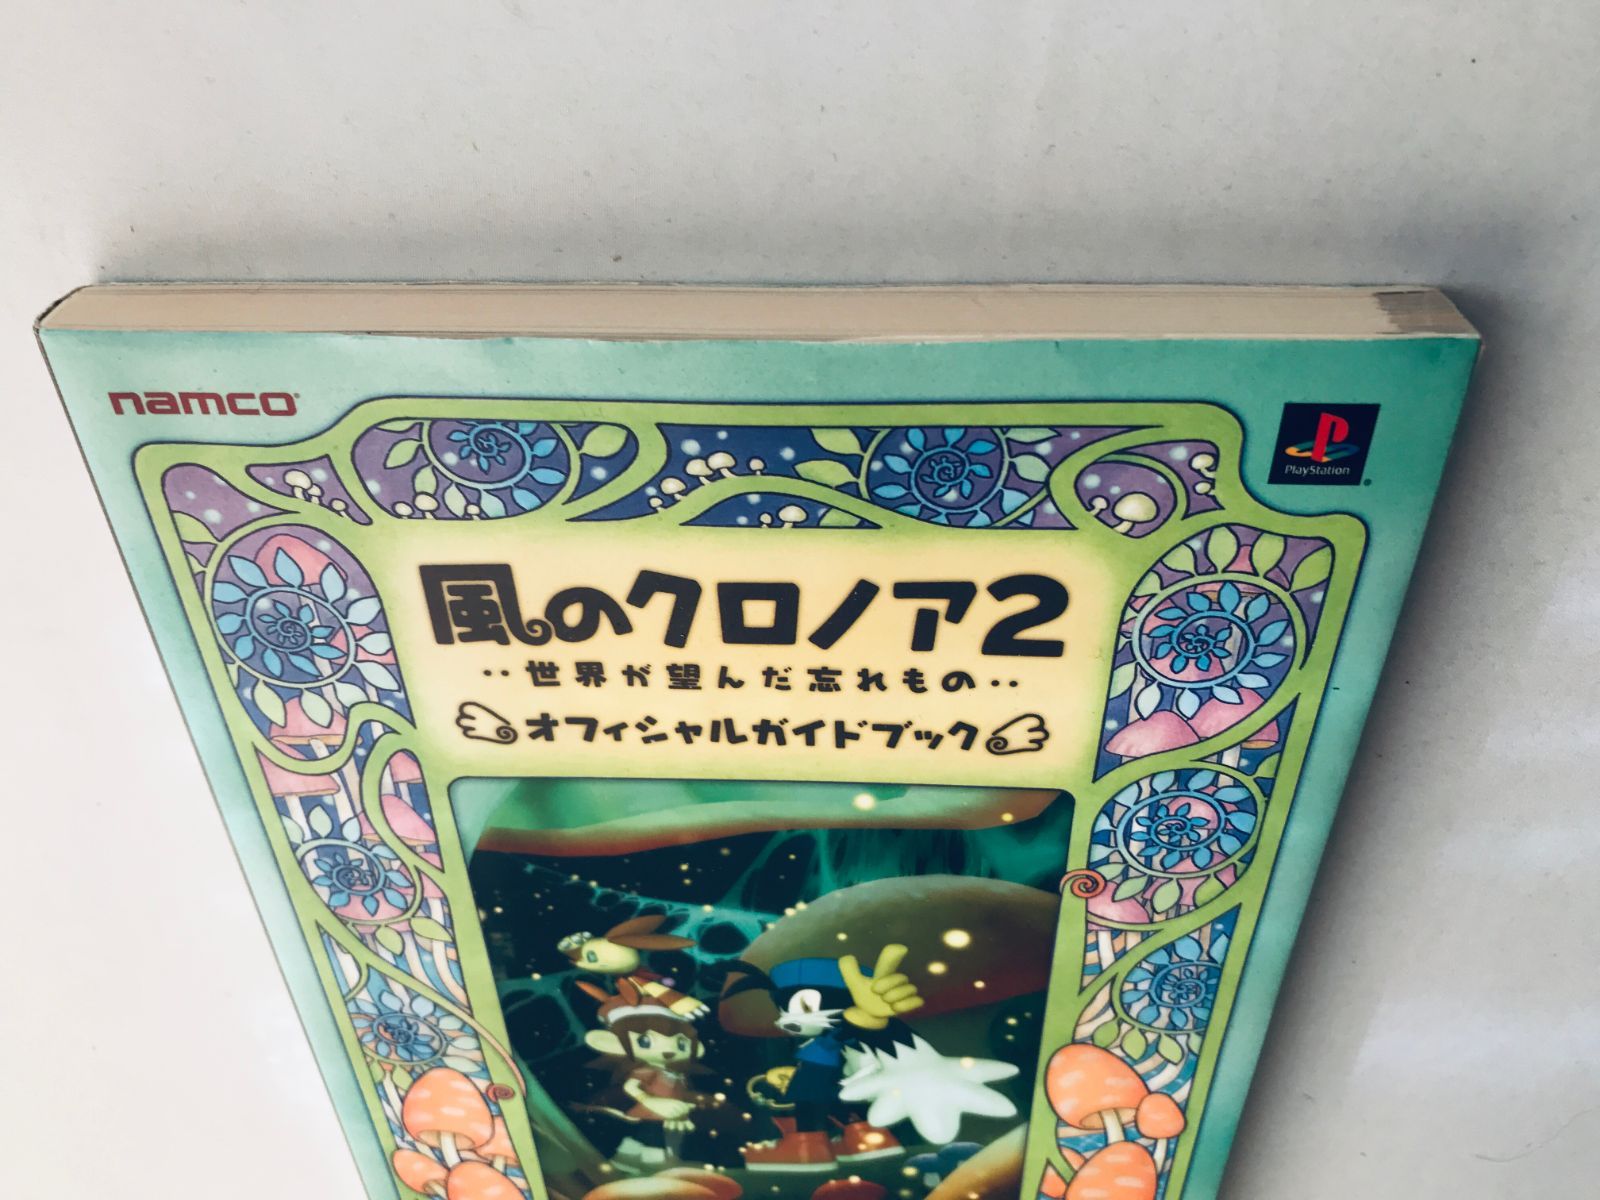 namco
PlayStation
風のクロノア2
‥世界が望んだ忘れもの‥
オフィシャルガイドブック